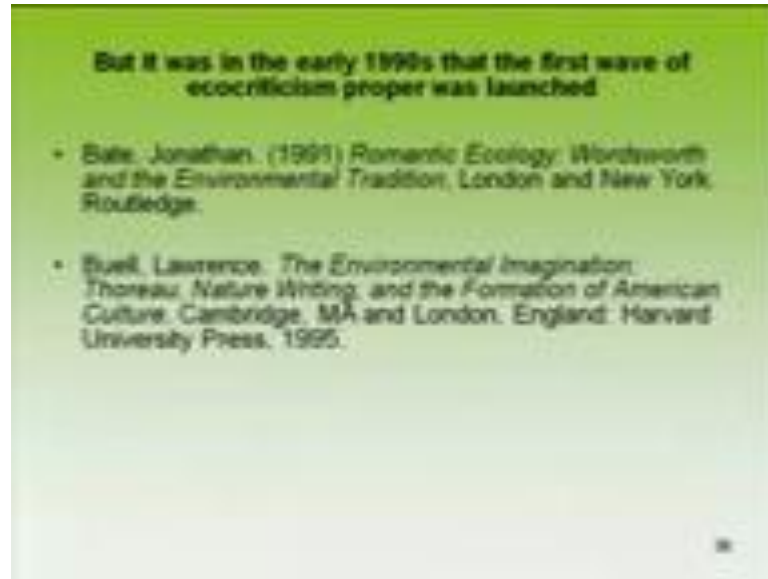 But it was in the early 1990s that the first wave of
ecocriticism proper was launched
• Bate, Jonathan. (1991) Romantic Ecology: Wordsworth
and the Environmental Tradition, London and New York:
Routledge.
• Buell, Lawrence. The Environmental Imagination:
Thoreau, Nature Writing, and the Formation of American
Culture. Cambridge, MA and London, England: Harvard
University Press, 1995.